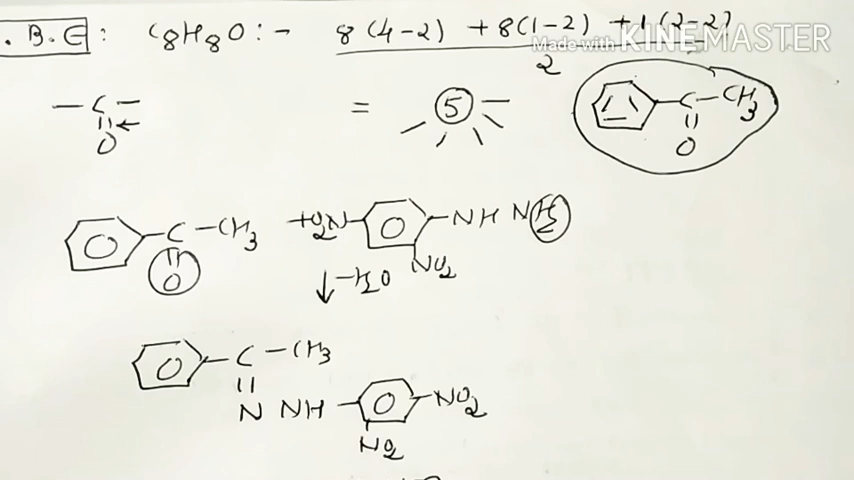 . B. E : C8H8O :- 8(4-2) + 8(1-2) + 1(2-2)
2
Made with KINEMASTER
- C - = 5
O
C - CH3
O
C - CH3 + O2N NH NH2
O NO2
↓ -H2O
C - CH3
N NH NO2
NO2